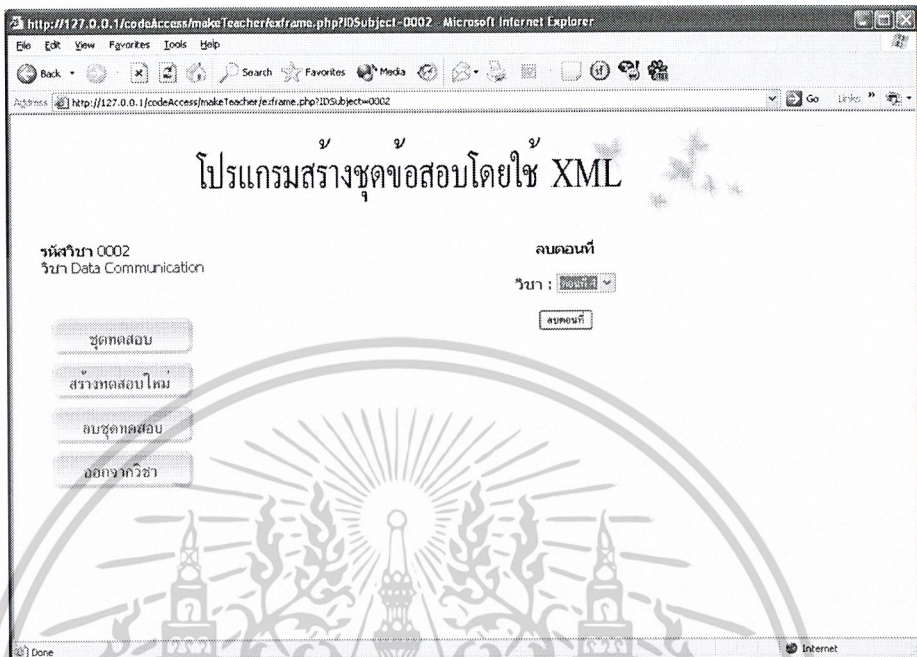 http://127.0.0.1/codeAccess/makeTeacher/exframe.php?IDSubject=0002 - Microsoft Internet Explorer
File Edit View Favorites Tools Help
Back Search Favorites Media
Address http://127.0.0.1/codeAccess/makeTeacher/exframe.php?IDSubject=0002 Go Links »
โปรแกรมสร้างชุดข้อสอบโดยใช้ XML
รหัสวิชา 0002
วิชา Data Communication
ลบตอนที่
วิชา : ตอนที่ 4
ลบตอนที่
ชุดทดสอบ
สร้างทดสอบใหม่
ลบชุดทดสอบ
ออกจากวิชา
Done Internet